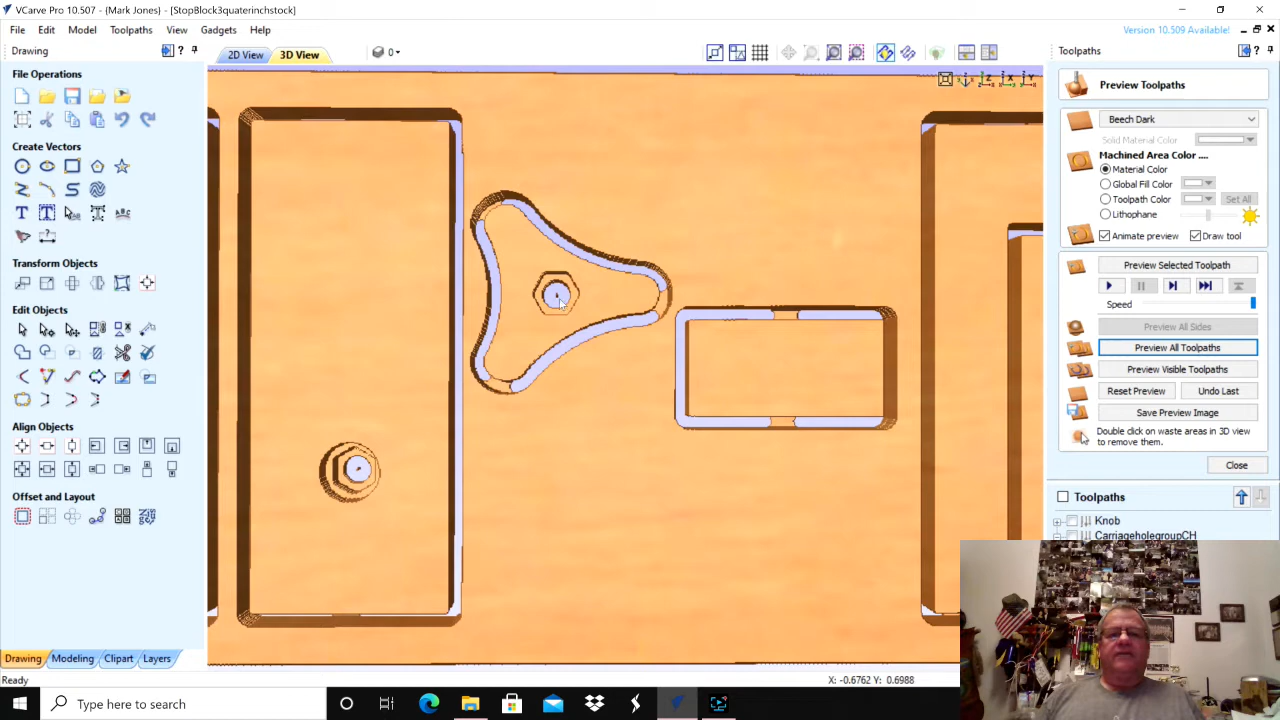 VCarve Pro 10.507 - {Mark Jones} - [StopBlock3quaterinchstock]
File Edit Model Toolpaths View Gadgets Help
Version 10.509 Available!
Drawing
?
2D View
3D View
0
Toolpaths
?
File Operations
Create Vectors
Transform Objects
Edit Objects
Align Objects
Offset and Layout
Drawing
Modeling
Clipart
Layers
Preview Toolpaths
Beech Dark
Solid Material Color
Machined Area Color ....
Material Color
Global Fill Color
Toolpath Color
Set All
Lithophane
Animate preview
Draw tool
Preview Selected Toolpath
Speed
Preview All Sides
Preview All Toolpaths
Preview Visible Toolpaths
Reset Preview
Undo Last
Save Preview Image
Double click on waste areas in 3D view
to remove them.
Close
Toolpaths
Knob
CarriageholegroupCH
Ready
X: -0.6762 Y: 0.6988
Type here to search